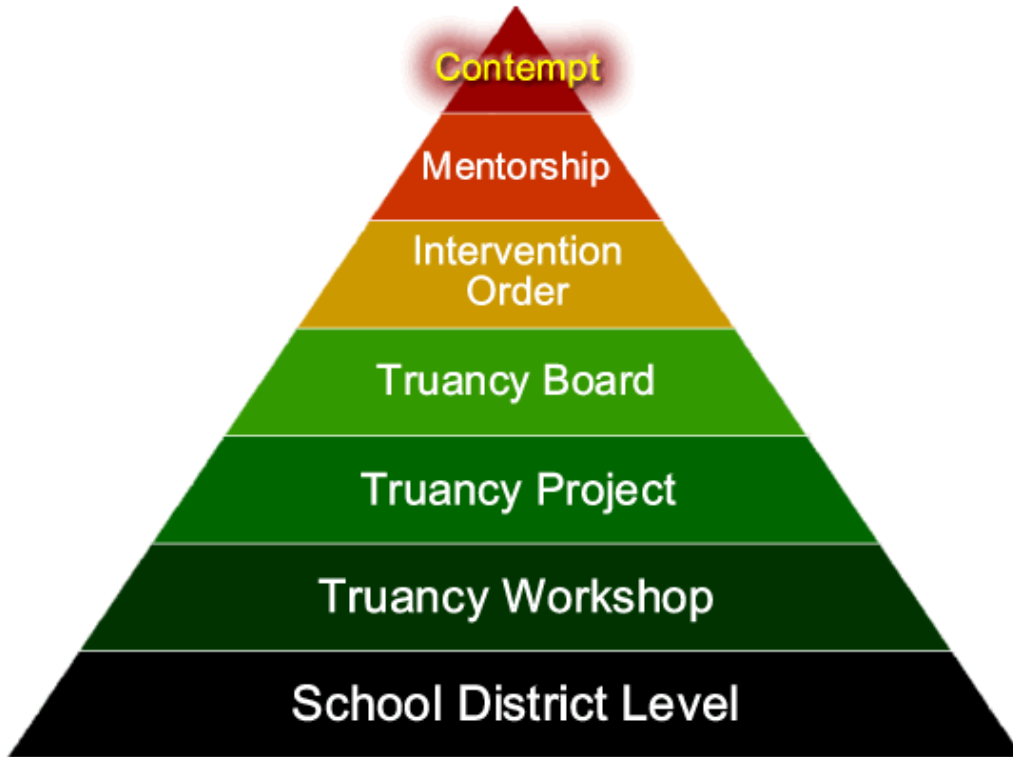 Contempt
Mentorship
Intervention
Order
Truancy Board
Truancy Project
Truancy Workshop
School District Level